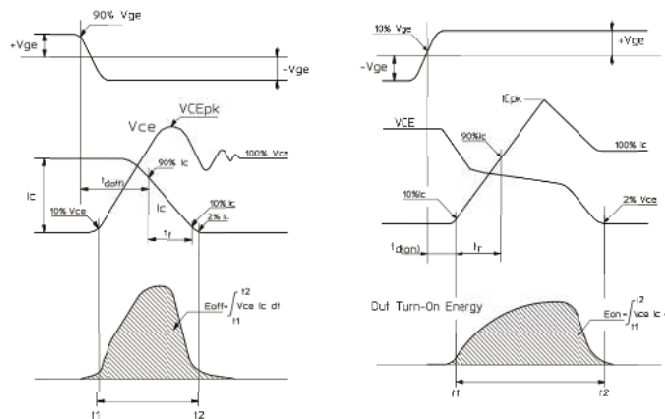 90% Vge
+Vge
-Vge
VCEpk
Vce
100% Vce
90% Ic
td(off)
Ic
Ic
10% Vce
10% Ic
tf
Eoff=∫ t2 t1 Vce Ic dt
t1
t2
10% Vge
+Vge
-Vge
ICpk
VCE
90%Ic
100% Ic
10%Ic
2% Vce
td(on)
tr
Dut Turn-On Energy
Eon=∫ t2 t1 Vce Ic
t1
t2